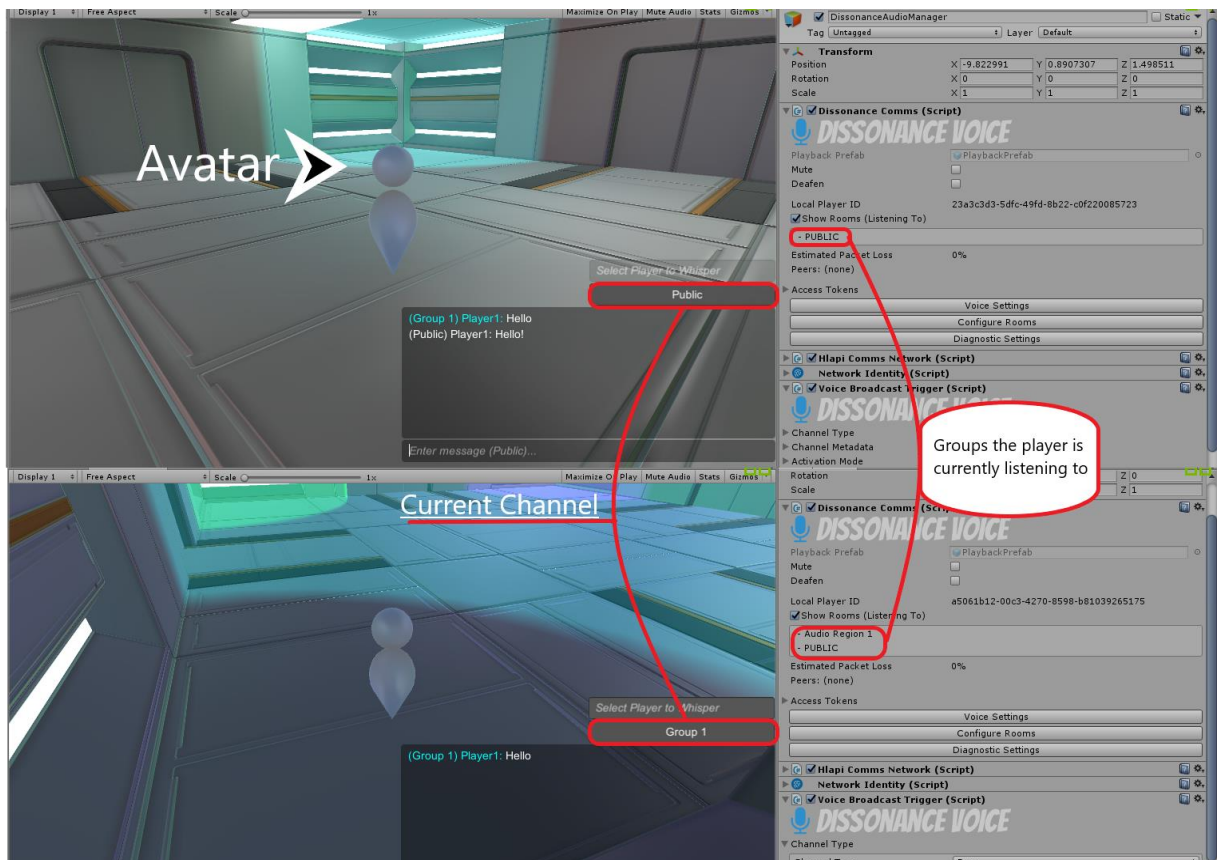 Display 1 Free Aspect Scale 1x Maximize On Play Mute Audio Stats Gizmos
Avatar
Select Player to Whisper
Public
(Group 1) Player1: Hello
(Public) Player1: Hello!
Enter message (Public)...
DissonanceAudioManager Static
Tag Untagged Layer Default
Transform
Position X -9.822991 Y 0.8907307 Z 1.498511
Rotation X 0 Y 0 Z 0
Scale X 1 Y 1 Z 1
Dissonance Comms (Script)
DISSONANCE VOICE
Playback Prefab PlaybackPrefab
Mute
Deafen
Local Player ID 23a3c3d3-5dfc-49fd-8b22-c0f220085723
Show Rooms (Listening To)
- PUBLIC
Estimated Packet Loss 0%
Peers: (none)
Access Tokens
Voice Settings
Configure Rooms
Diagnostic Settings
Hlapi Comms Network (Script)
Network Identity (Script)
Voice Broadcast Trigger (Script)
DISSONANCE VOICE
Channel Type
Channel Metadata
Activation Mode
Groups the player is
currently listening to
Display 1 Free Aspect Scale 1x Maximize On Play Mute Audio Stats Gizmos
Current Channel
Select Player to Whisper
Group 1
(Group 1) Player1: Hello
Rotation Z 0
Scale Z 1
Dissonance Comms (Script)
DISSONANCE VOICE
Playback Prefab PlaybackPrefab
Mute
Deafen
Local Player ID a5061b12-00c3-4270-8598-b81039265175
Show Rooms (Listening To)
- Audio Region 1
- PUBLIC
Estimated Packet Loss 0%
Peers: (none)
Access Tokens
Voice Settings
Configure Rooms
Diagnostic Settings
Hlapi Comms Network (Script)
Network Identity (Script)
Voice Broadcast Trigger (Script)
DISSONANCE VOICE
Channel Type